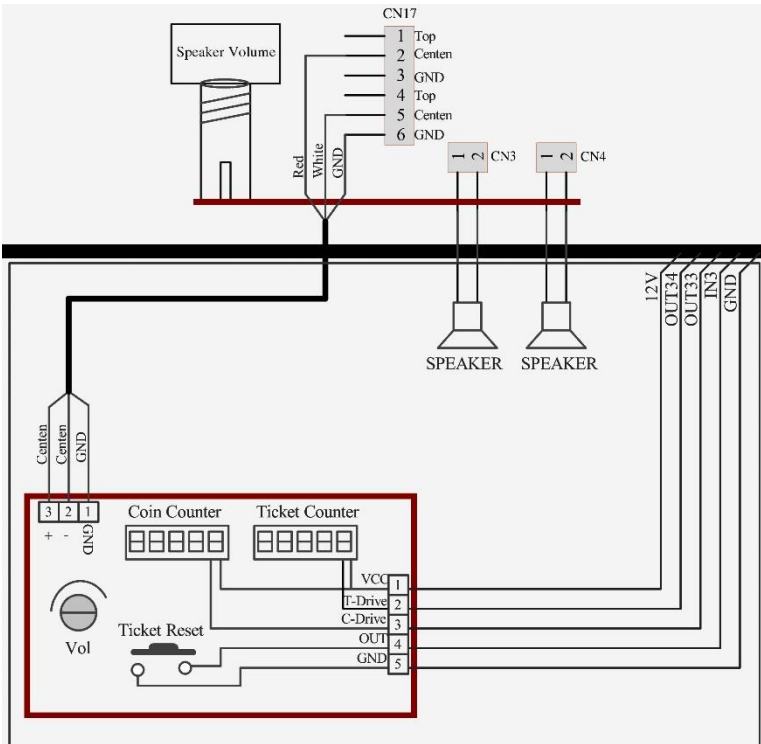 CN17
Speaker Volume
1 Top
2 Centen
3 GND
4 Top
5 Centen
6 GND
Red
White
GND
1 2 CN3
1 2 CN4
12V
OUT34
OUT33
IN3
GND
SPEAKER
SPEAKER
Centen
Centen
GND
3 2 1
+ - GND
Coin Counter
Ticket Counter
VCC 1
T-Drive 2
C-Drive 3
OUT 4
GND 5
Vol
Ticket Reset